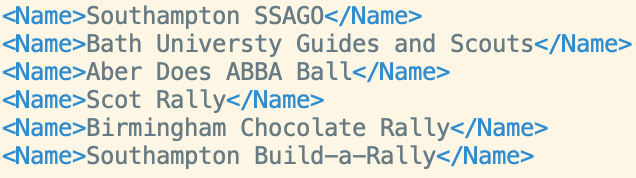 <Name>Southampton SSAGO</Name>
<Name>Bath Universty Guides and Scouts</Name>
<Name>Aber Does ABBA Ball</Name>
<Name>Scot Rally</Name>
<Name>Birmingham Chocolate Rally</Name>
<Name>Southampton Build-a-Rally</Name>